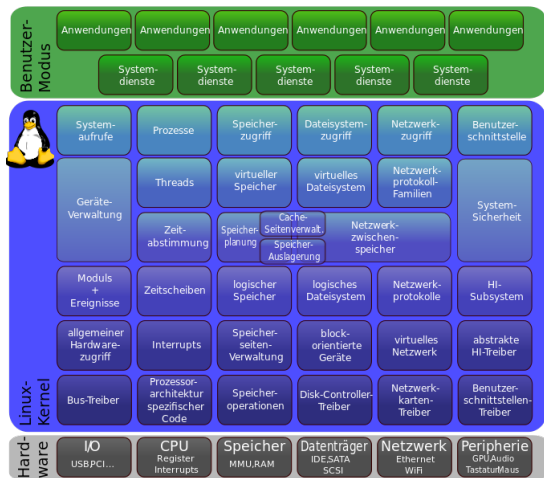 Benutzer-
Modus
Anwendungen
Anwendungen
Anwendungen
Anwendungen
Anwendungen
Anwendungen
System-
dienste
System-
dienste
System-
dienste
System-
dienste
System-
dienste
Linux-
Kernel
System-
aufrufe
Prozesse
Speicher-
zugriff
Dateisystem-
zugriff
Netzwerk-
zugriff
Benutzer-
schnittstelle
Geräte-
Verwaltung
Threads
virtueller
Speicher
virtuelles
Dateisystem
Netzwerk-
protokoll-
Familien
System-
Sicherheit
Zeit-
abstimmung
Speicher-
planung
Cache-
Seitenverwalt.
Speicher-
Auslagerung
Netzwerk-
zwischen-
speicher
Moduls
+
Ereignisse
Zeitscheiben
logischer
Speicher
logisches
Dateisystem
Netzwerk-
protokolle
HI-
Subsystem
allgemeiner
Hardware-
zugriff
Interrupts
Speicher-
seiten-
Verwaltung
block-
orientierte
Geräte
virtuelles
Netzwerk
abstrakte
HI-Treiber
Bus-Treiber
Prozessor-
architektur
spezifischer
Code
Speicher-
operationen
Disk-Controller-
Treiber
Netzwerk-
karten-
Treiber
Benutzer-
schnittstellen-
Treiber
Hard-
ware
I/O
USB,PCI...
CPU
Register
Interrupts
Speicher
MMU,RAM
Datenträger
IDE,SATA
SCSI
Netzwerk
Ethernet
WiFi
Peripherie
GPU,Audio
TastaturMaus